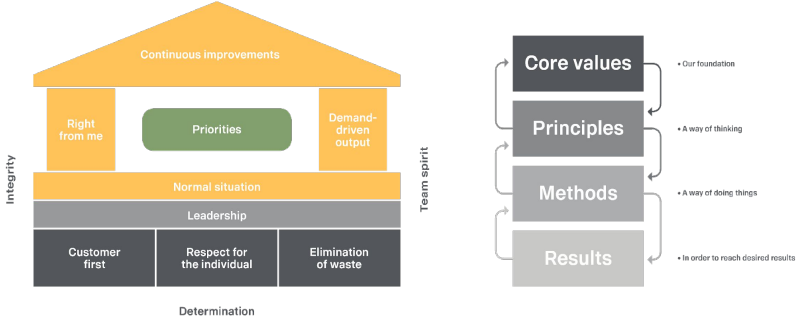 Continuous improvements
Right
from me
Priorities
Demand-
driven
output
Integrity
Team spirit
Normal situation
Leadership
Customer
first
Respect for
the individual
Elimination
of waste
Determination
Core values
• Our foundation
Principles
• A way of thinking
Methods
• A way of doing things
Results
• In order to reach desired results